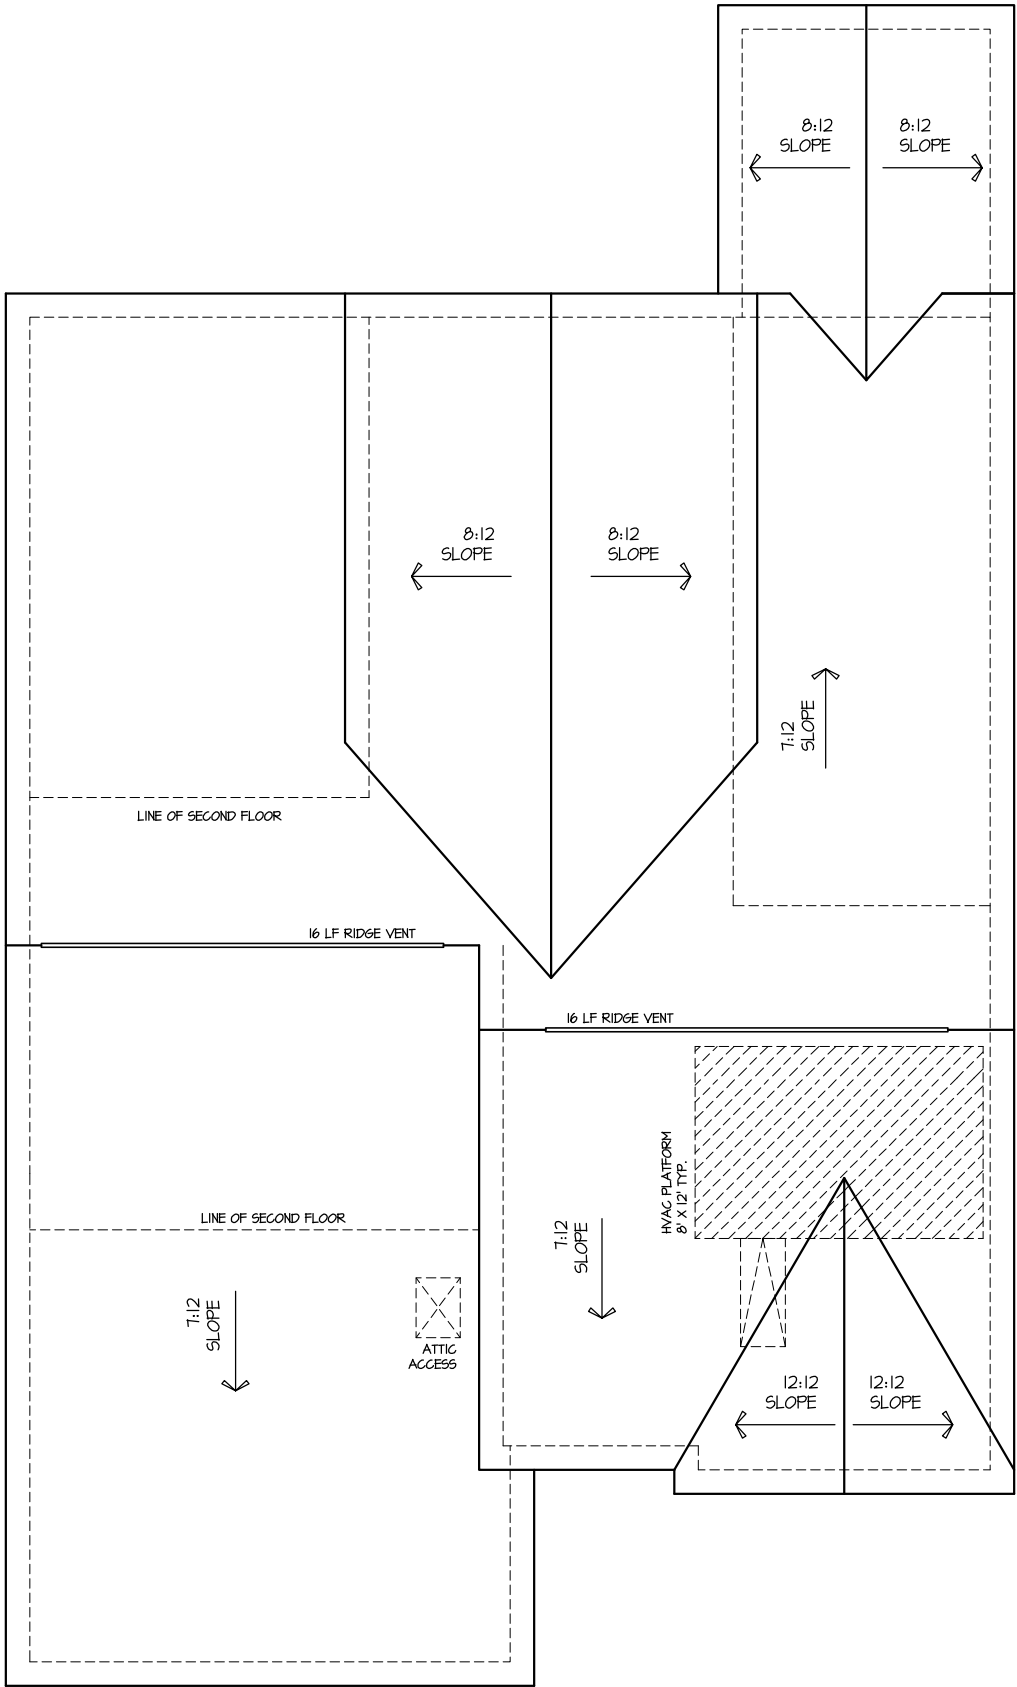 8:12
SLOPE
8:12
SLOPE
8:12
SLOPE
8:12
SLOPE
7:12
SLOPE
LINE OF SECOND FLOOR
16 LF RIDGE VENT
16 LF RIDGE VENT
HVAC PLATFORM
8' X 12' TYP.
LINE OF SECOND FLOOR
7:12
SLOPE
7:12
SLOPE
ATTIC
ACCESS
12:12
SLOPE
12:12
SLOPE